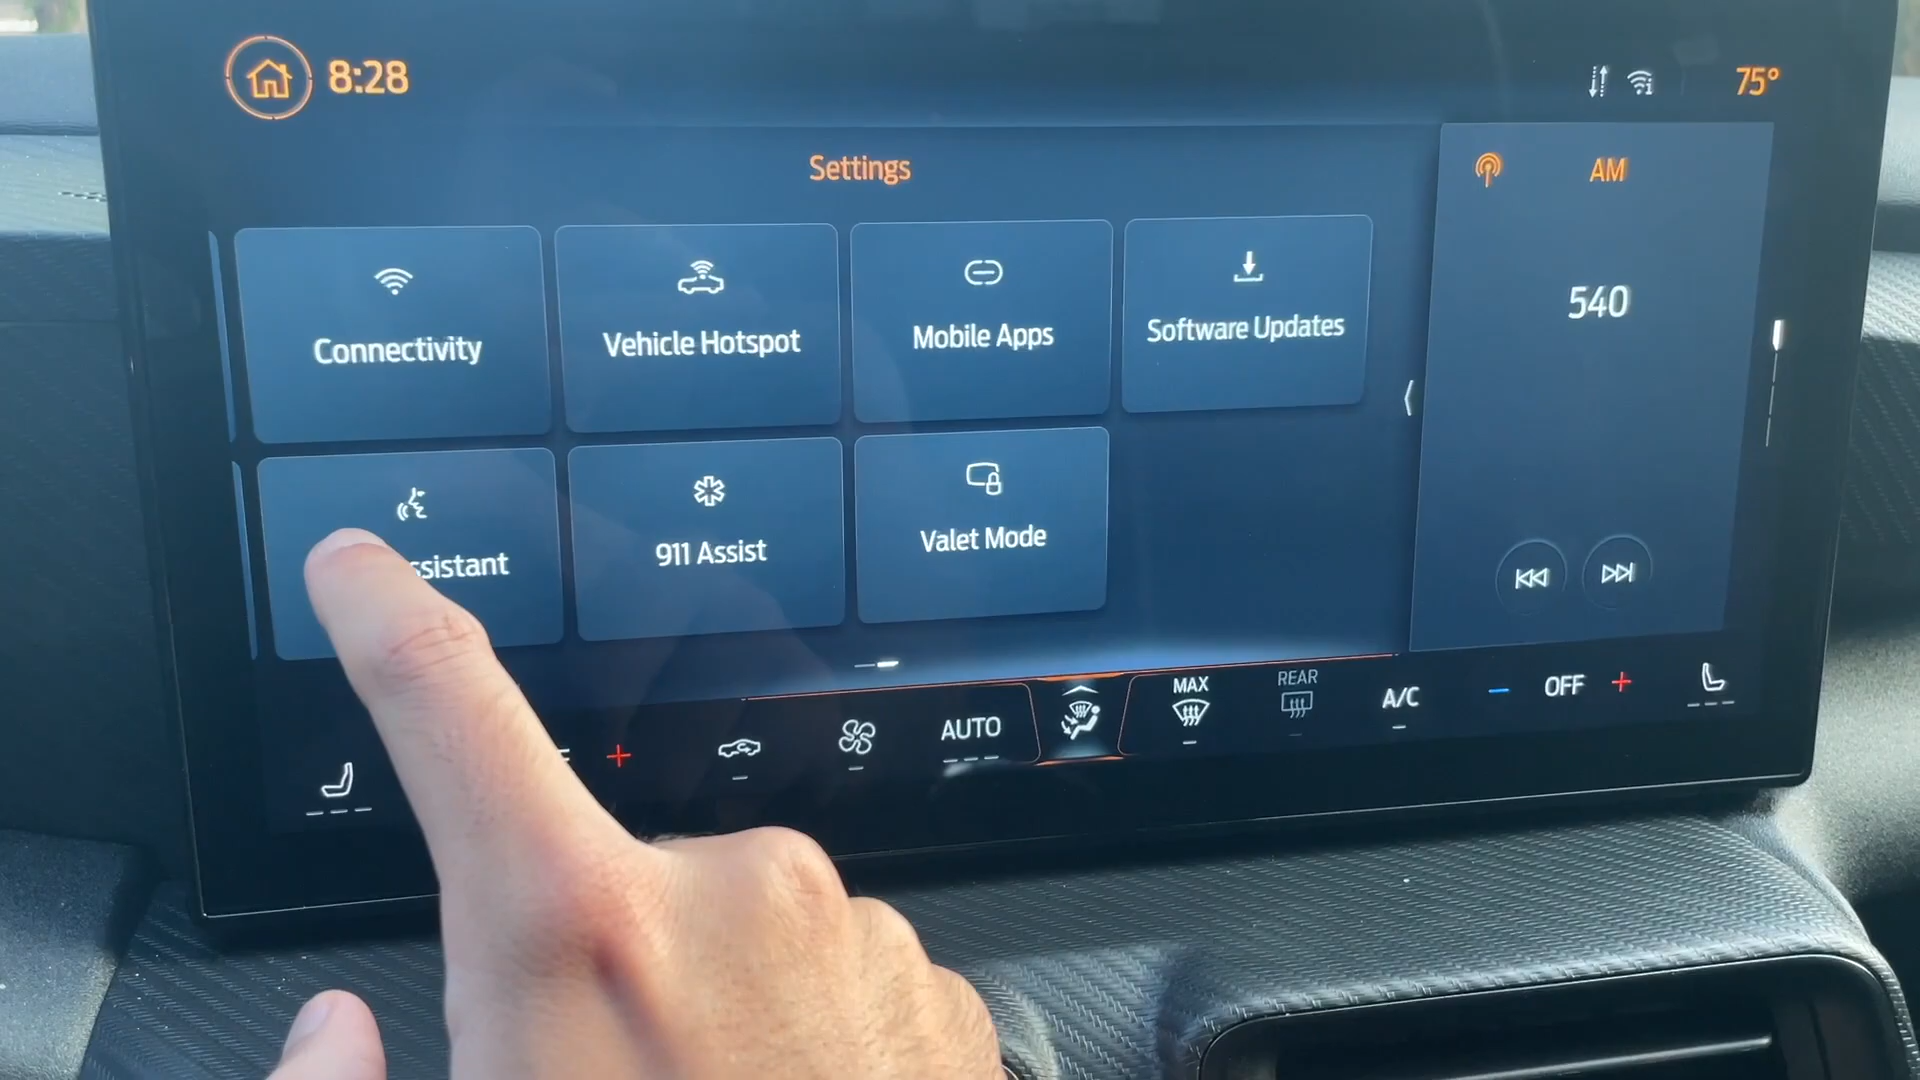 8:28
75°
Settings
AM
Connectivity
Vehicle Hotspot
Mobile Apps
Software Updates
540
ssistant
911 Assist
Valet Mode
AUTO
MAX
REAR
A/C
OFF